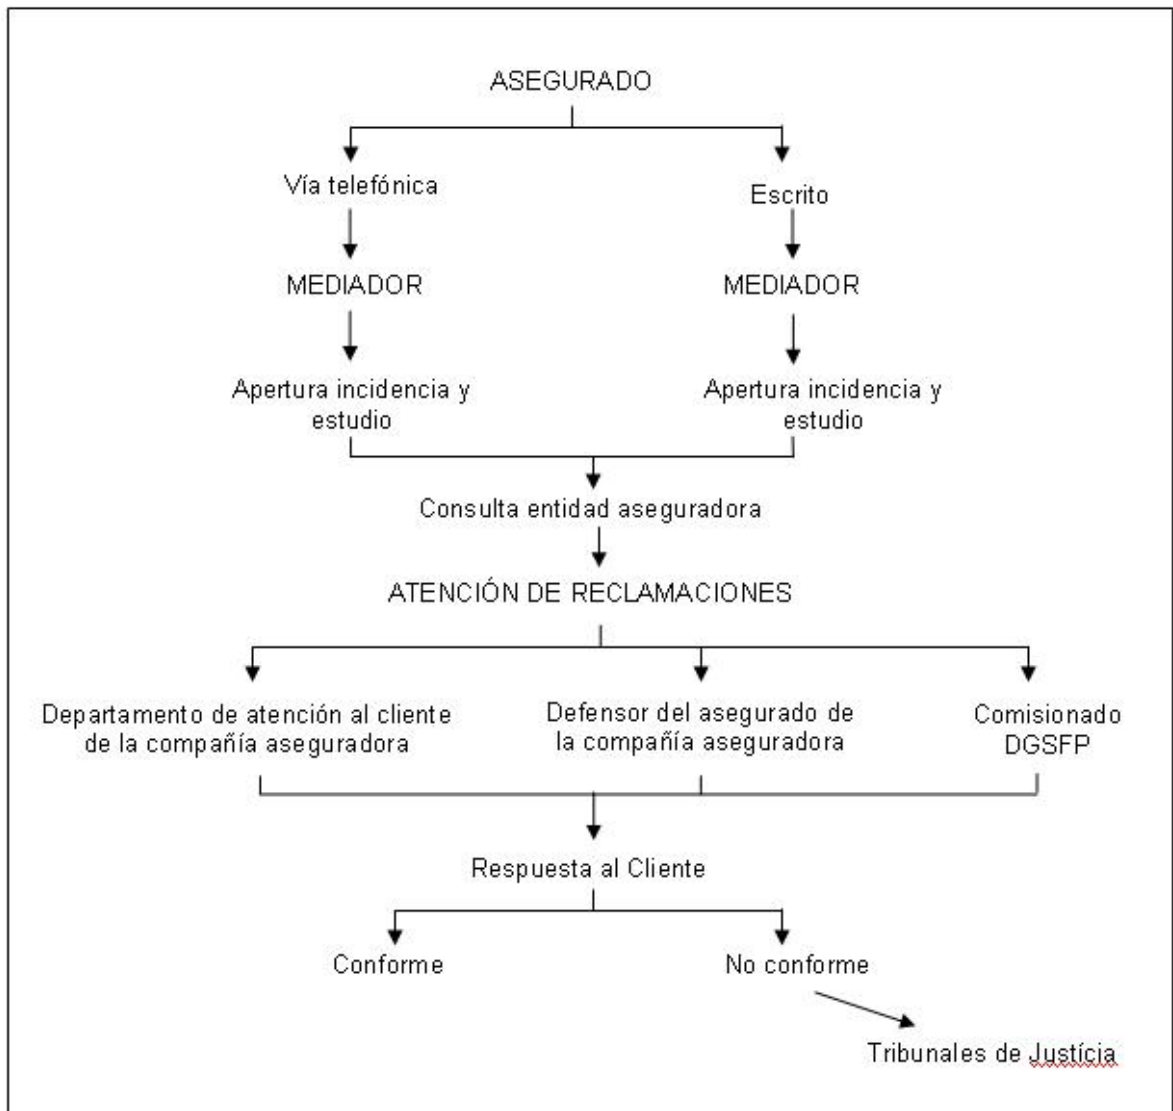 ASEGURADO
Vía telefónica
Escrito
MEDIADOR
MEDIADOR
Apertura incidencia y
estudio
Apertura incidencia y
estudio
Consulta entidad aseguradora
ATENCIÓN DE RECLAMACIONES
Departamento de atención al cliente
de la compañía aseguradora
Defensor del asegurado de
la compañía aseguradora
Comisionado
DGSFP
Respuesta al Cliente
Conforme
No conforme
Tribunales de Justícia